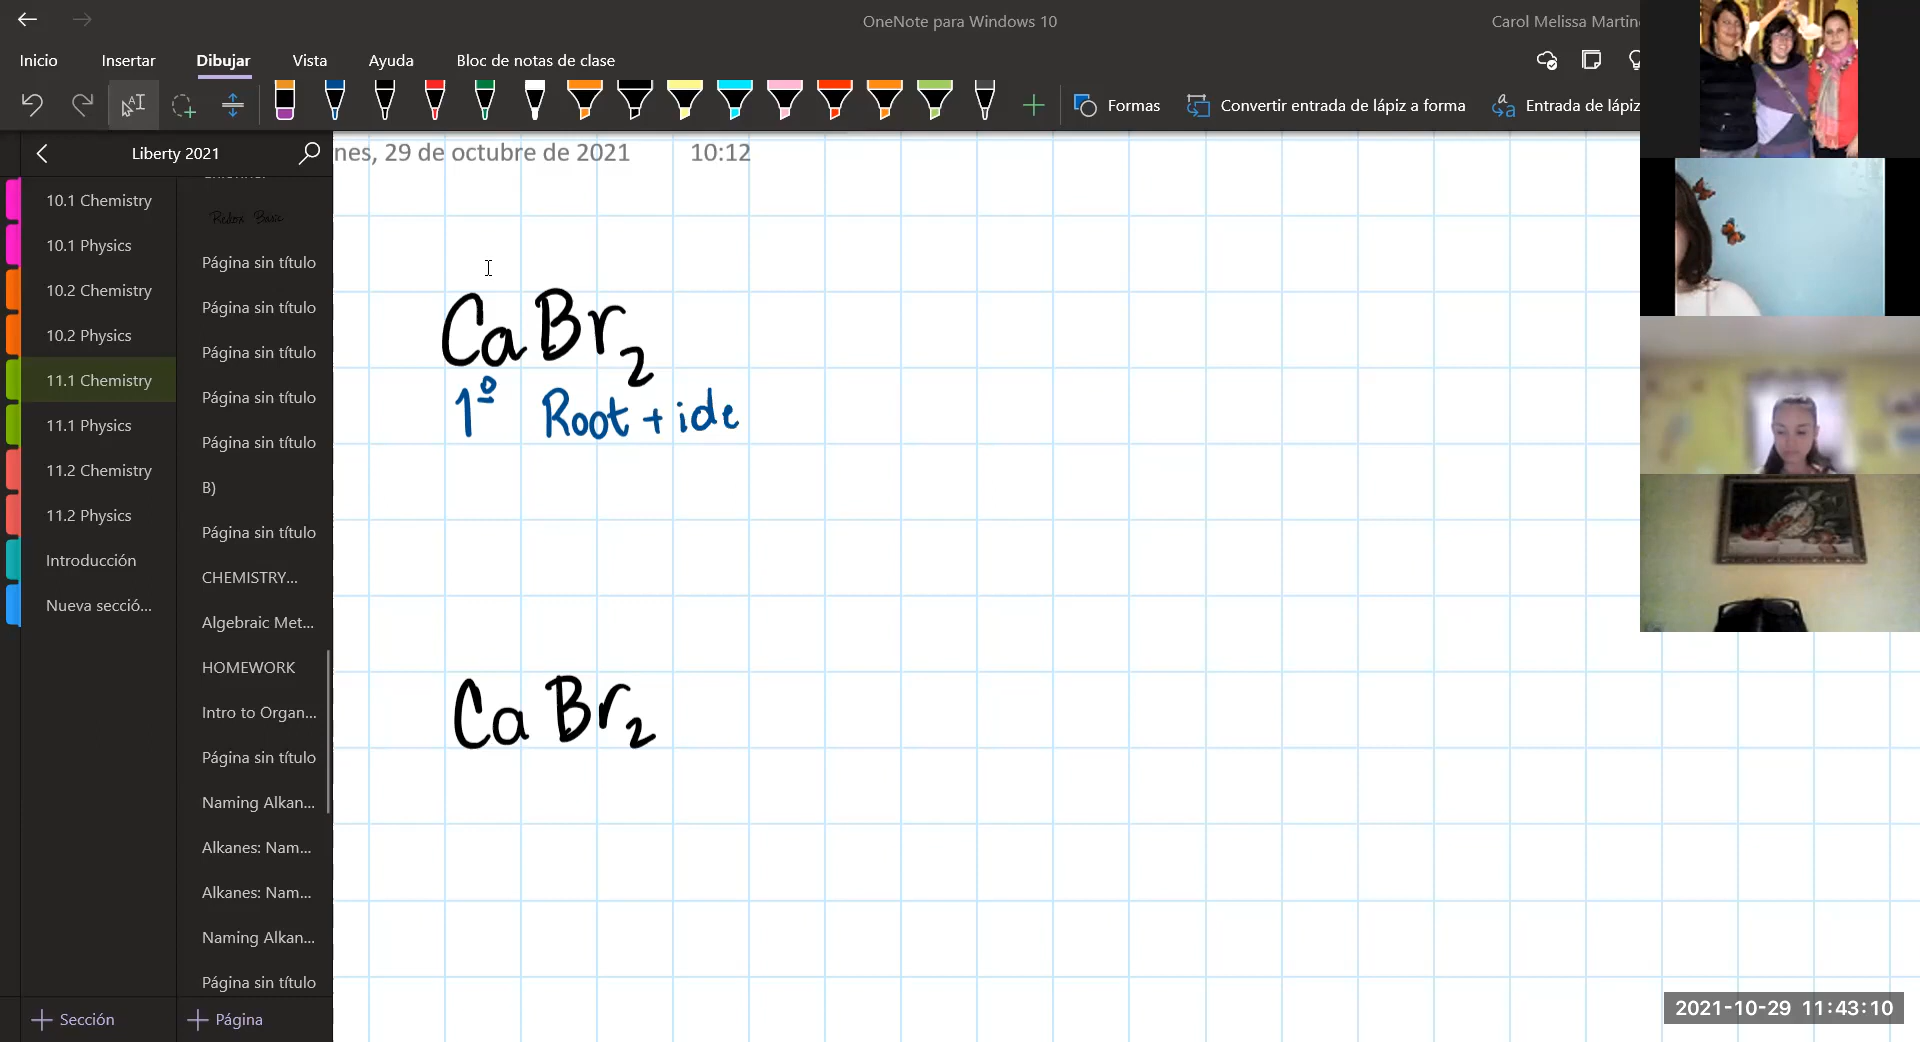 OneNote para Windows 10
Carol Melissa Martine
Inicio
Insertar
Dibujar
Vista
Ayuda
Bloc de notas de clase
Formas
Convertir entrada de lápiz a forma
Entrada de lápiz
Liberty 2021
10.1 Chemistry
10.1 Physics
10.2 Chemistry
10.2 Physics
11.1 Chemistry
11.1 Physics
11.2 Chemistry
11.2 Physics
Introducción
Nueva secció...
Sección
Redox Basic
Página sin título
Página sin título
Página sin título
Página sin título
Página sin título
B)
Página sin título
CHEMISTRY...
Algebraic Met...
HOMEWORK
Intro to Organ...
Página sin título
Naming Alkan...
Alkanes: Nam...
Alkanes: Nam...
Naming Alkan...
Página sin título
Página
nes, 29 de octubre de 2021 10:12
CaBr2
1º Root + ide
CaBr2
2021-10-29 11:43:10